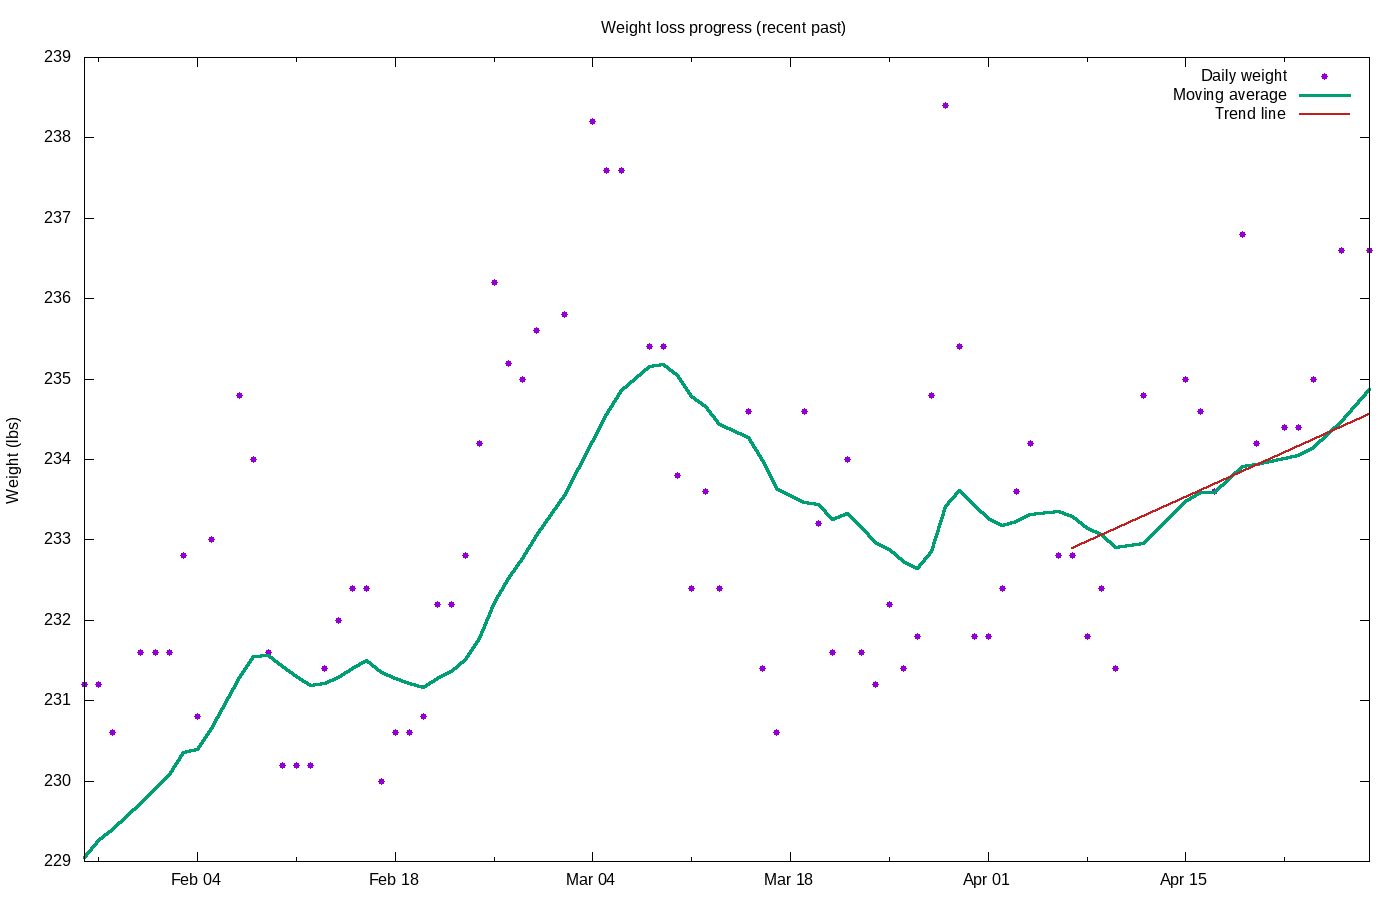 Weight loss progress (recent past)
239
238
237
236
235
234
233
232
231
230
229
Weight (lbs)
Daily weight
Moving average
Trend line
Feb 04
Feb 18
Mar 04
Mar 18
Apr 01
Apr 15